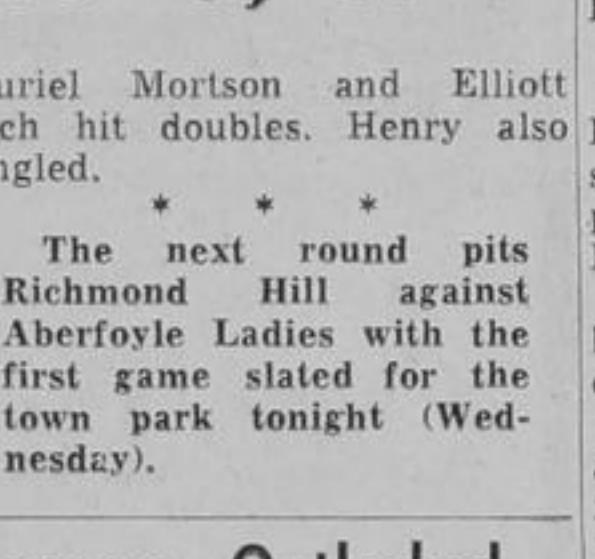 uriel Mortson and Elliott
ch hit doubles. Henry also
ngled.
* * *
The next round pits
Richmond Hill against
Aberfoyle Ladies with the
first game slated for the
town park tonight (Wed-
nesday).